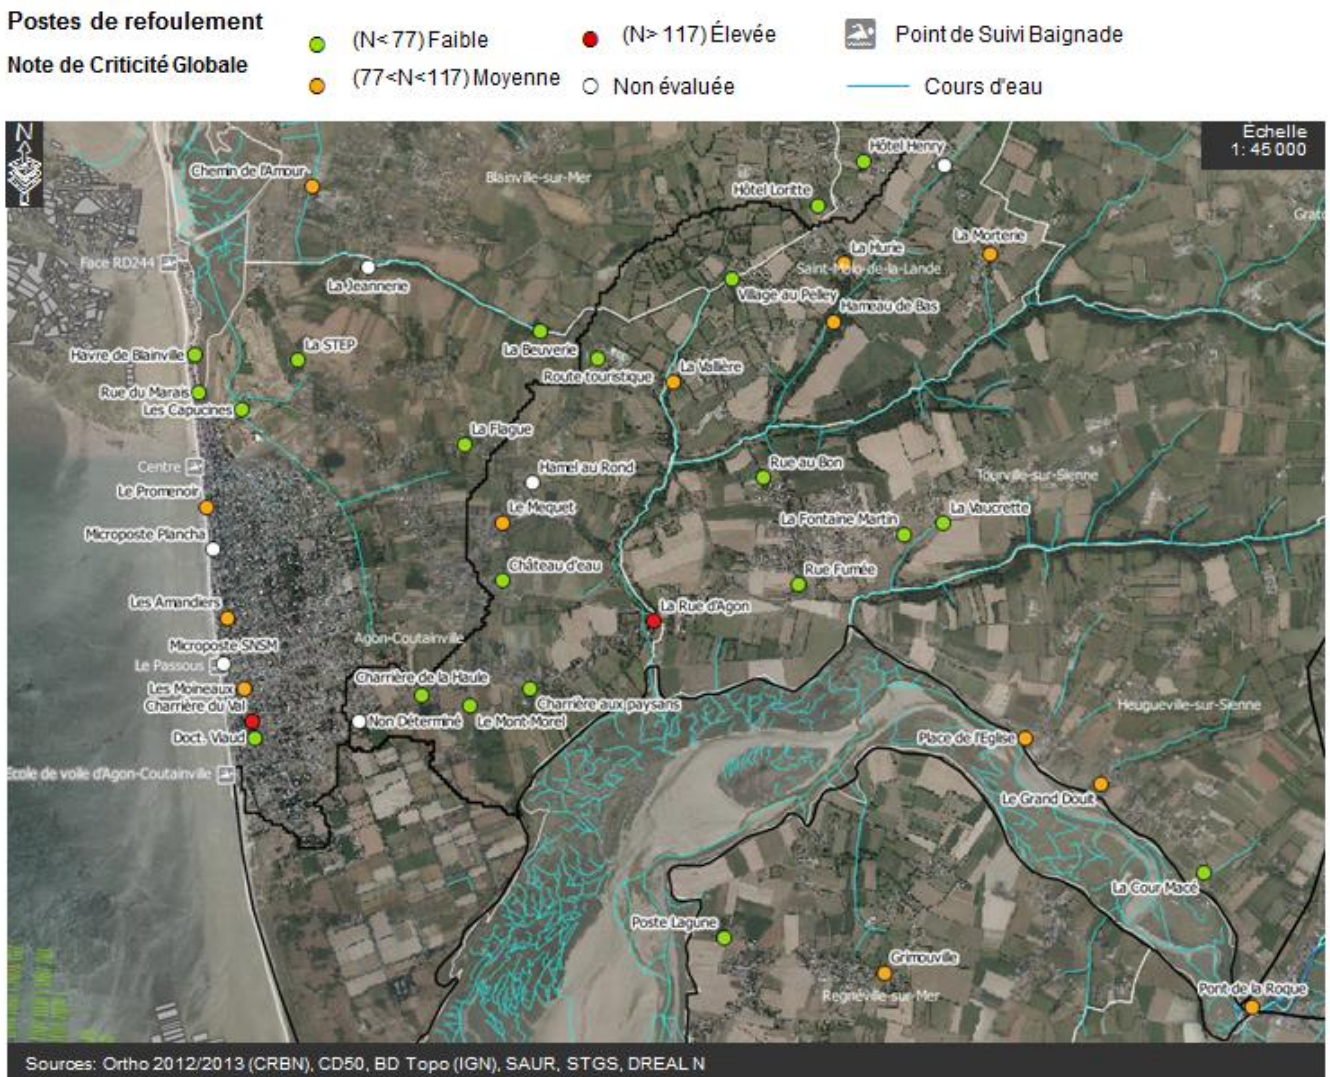 Postes de refoulement
Note de Criticité Globale
(N< 77) Faible
(77<N<117) Moyenne
(N> 117) Élevée
Non évaluée
Point de Suivi Baignade
Cours d'eau
N
Échelle
1: 45 000
Hôtel Henry
Chemin de l'Amour
Blainville-sur-Mer
Hôtel Loritte
Grato
La Morterie
La Hurie
Face RD244
Saint-Malo-de-la-Lande
La Jeannerie
Village au Pelley
Hameau de Bas
La STEP
La Beuverie
Havre de Blainville
La Vallière
Route touristique
Rue du Marais
Les Capucines
La Flague
Rue au Bon
Centre
Hamel au Rond
Tourville-sur-Sienne
Le Promenoir
Le Mequet
La Vaucrette
La Fontaine Martin
Microposte Plancha
Château d'eau
Rue Fumée
Les Amandiers
La Rue d'Agon
Agon-Coutainville
Microposte SNSM
Le Passous
Charrière de la Haule
Les Moineaux
Charrière du Val
Charrière aux paysans
Heugueville-sur-Sienne
Non Déterminé
Le Mont-Morel
Doct. Viaud
Place de l'Eglise
Ecole de voile d'Agon-Coutainville
Le Grand Douit
La Cour Macé
Poste Lagune
Grimouville
Pont de la Roque
Regnéville-sur-Mer
Sources: Ortho 2012/2013 (CRBN), CD50, BD Topo (IGN), SAUR, STGS, DREAL N